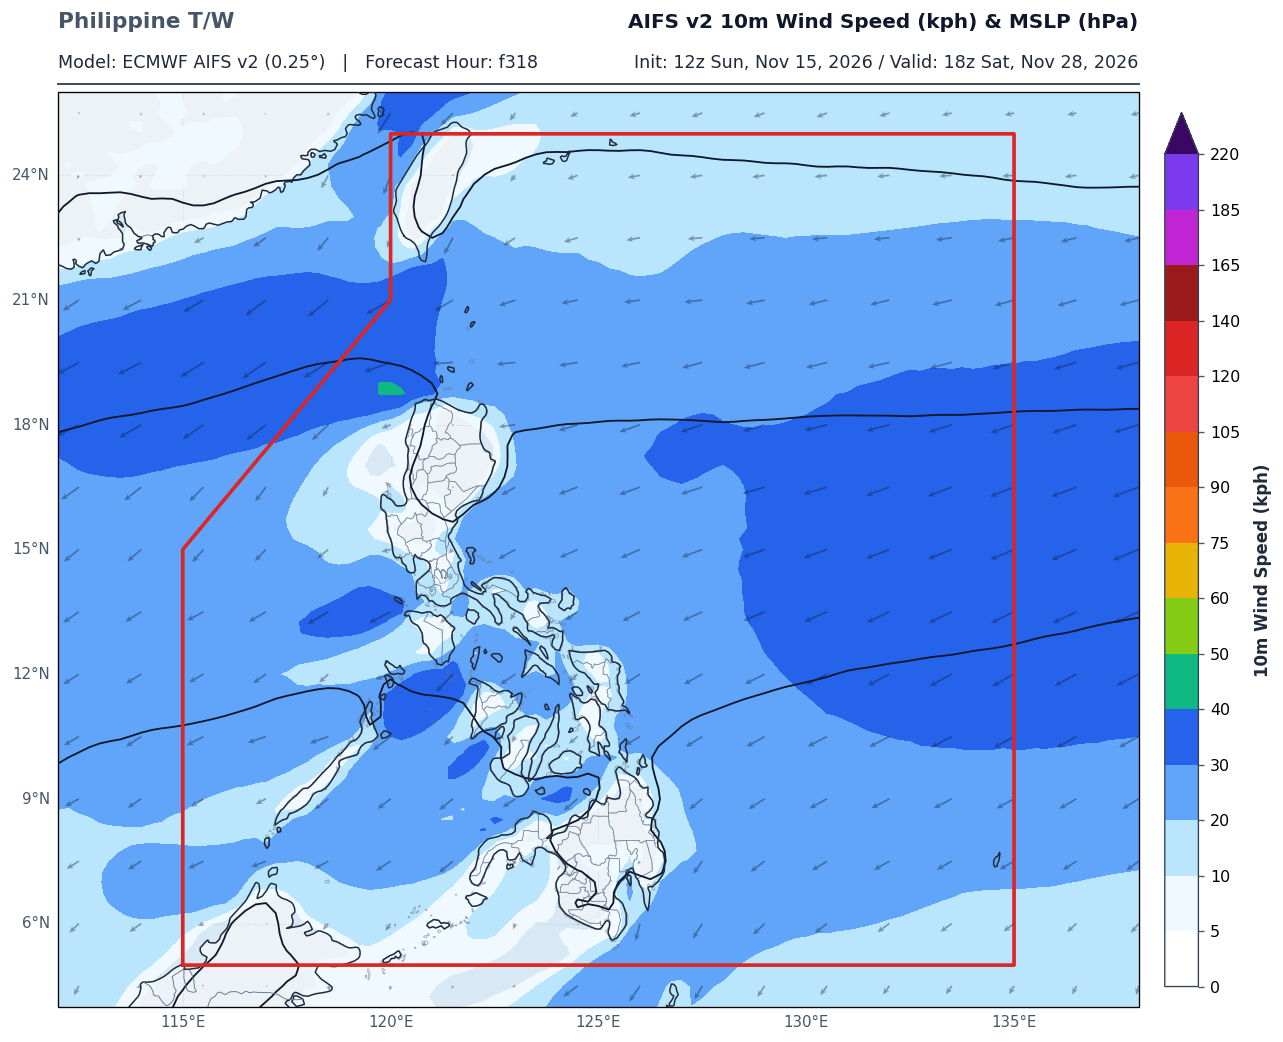 Philippine T/W
AIFS v2 10m Wind Speed (kph) & MSLP (hPa)
Model: ECMWF AIFS v2 (0.25°) | Forecast Hour: f318
Init: 12z Sun, Nov 15, 2026 / Valid: 18z Sat, Nov 28, 2026
24°N
21°N
18°N
15°N
12°N
9°N
6°N
115°E
120°E
125°E
130°E
135°E
220
185
165
140
120
105
90
75
60
50
40
30
20
10
5
0
10m Wind Speed (kph)